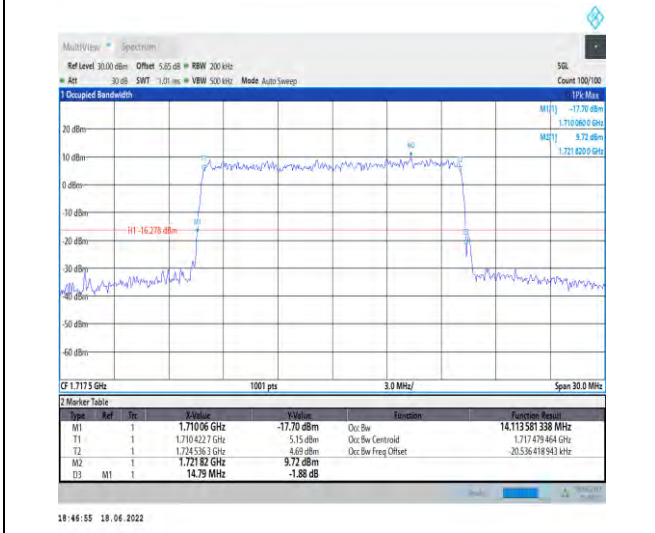 MultiView Spectrum
Ref Level 30.00 dBm Offset 5.65 dB RBW 200 kHz SGL
Att 30 dB SWT 1.01 ms VBW 500 kHz Mode Auto Sweep Count 100/100
1 Occupied Bandwidth 1Pk Max
M1[1] -17.70 dBm
1.710 060 0 GHz
M2[1] 9.72 dBm
1.721 820 0 GHz
20 dBm
10 dBm
0 dBm
-10 dBm
H1 -16.278 dBm
-20 dBm
-30 dBm
-40 dBm
-50 dBm
-60 dBm
CF 1.7175 GHz 1001 pts 3.0 MHz/ Span 30.0 MHz
2 Marker Table
Type Ref Trc X-Value Y-Value Function Function Result
M1 1 1.71006 GHz -17.70 dBm Occ Bw 14.113 581 338 MHz
T1 1 1.710 422 7 GHz 5.15 dBm Occ Bw Centroid 1.717 479 464 GHz
T2 1 1.724 536 3 GHz 4.69 dBm Occ Bw Freq Offset -20.536 418 943 kHz
M2 1 1.721 82 GHz 9.72 dBm
D3 M1 1 14.79 MHz -1.88 dB
18:46:55 18.06.2022